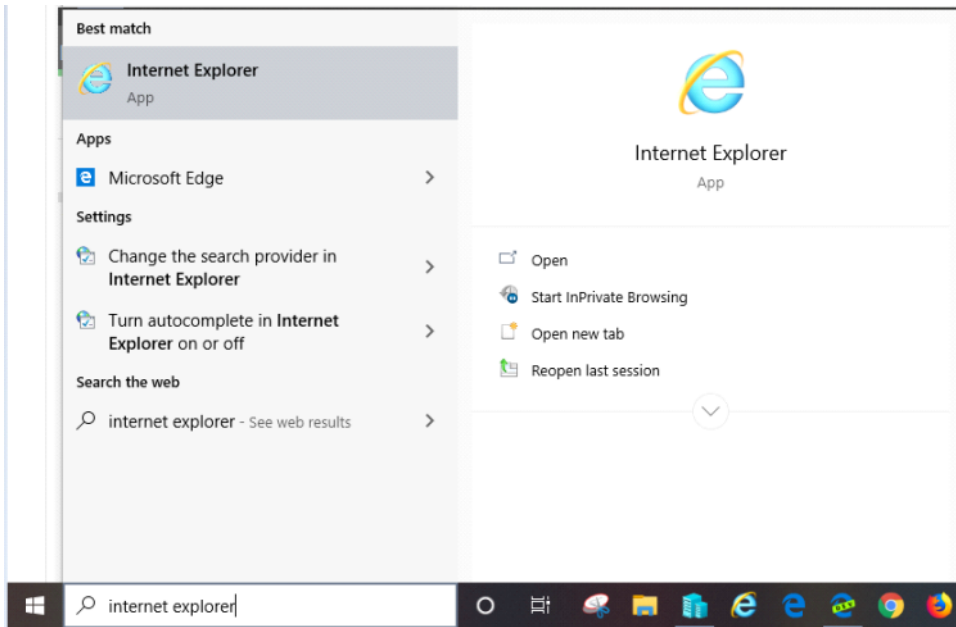 Best match
Internet Explorer
App
Apps
Microsoft Edge
Settings
Change the search provider in
Internet Explorer
Turn autocomplete in Internet
Explorer on or off
Search the web
internet explorer - See web results
Internet Explorer
App
Open
Start InPrivate Browsing
Open new tab
Reopen last session
internet explorer